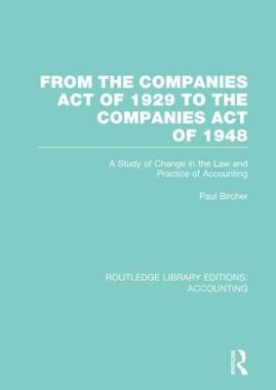 FROM THE COMPANIES
ACT OF 1929 TO THE
COMPANIES ACT
OF 1948
A Study of Change in the Law and
Practice of Accounting
Paul Bircher
ROUTLEDGE LIBRARY EDITIONS:
ACCOUNTING